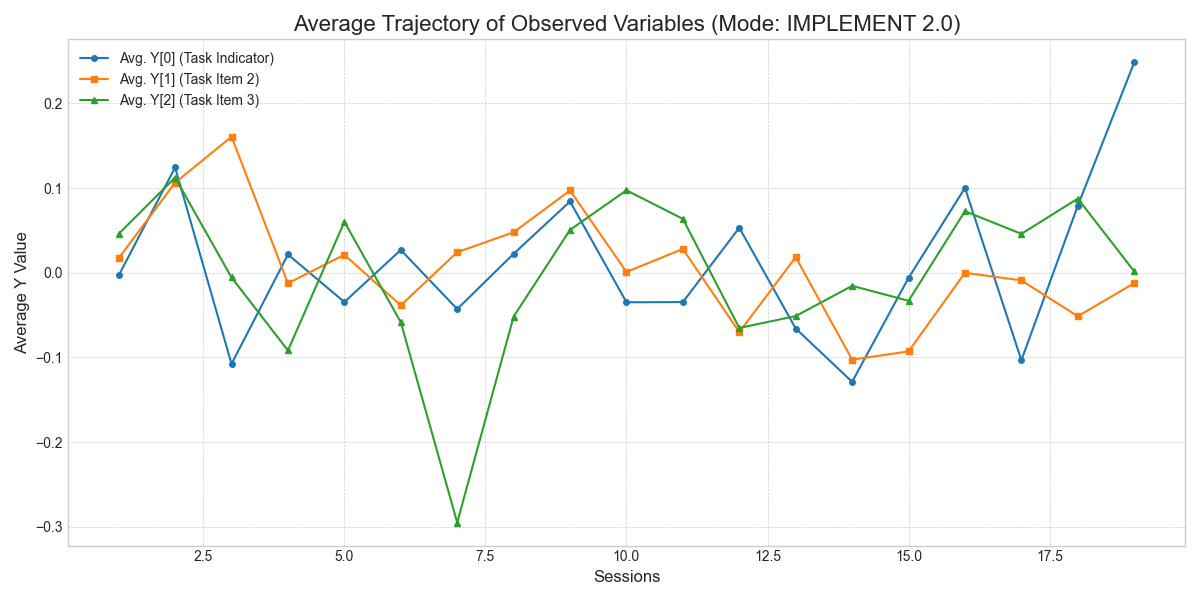 Average Trajectory of Observed Variables (Mode: IMPLEMENT 2.0)
Avg. Y[0] (Task Indicator)
Avg. Y[1] (Task Item 2)
Avg. Y[2] (Task Item 3)
Average Y Value
0.2
0.1
0.0
−0.1
−0.2
−0.3
2.5 5.0 7.5 10.0 12.5 15.0 17.5
Sessions